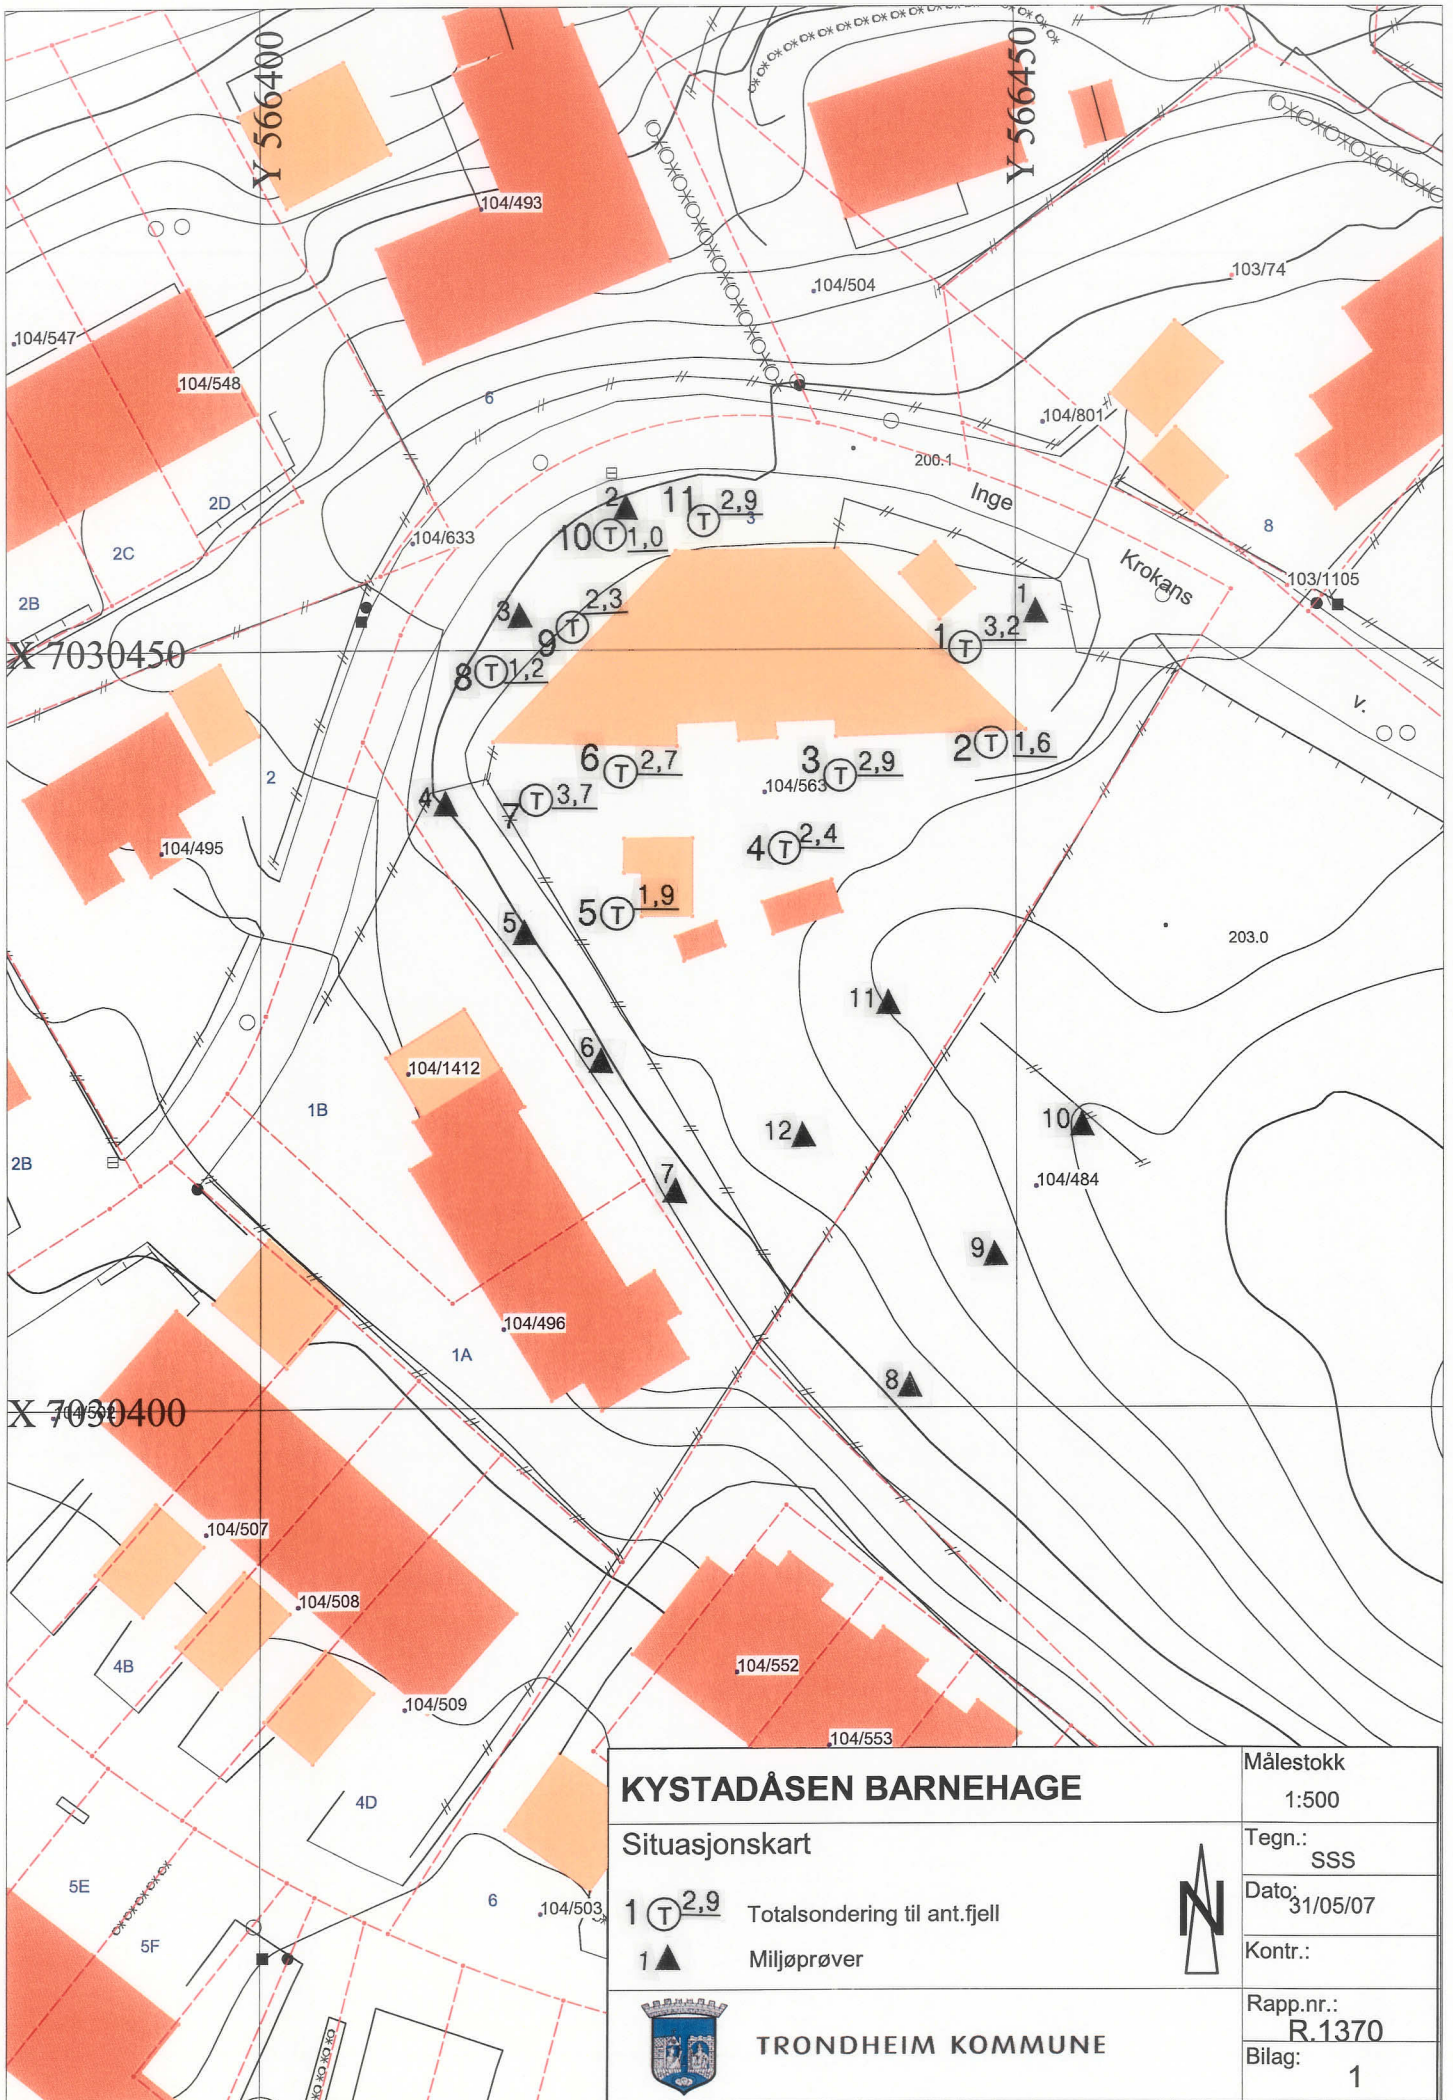 Y 566400
Y 566450
104/493
104/504
103/74
104/547
104/548
6
104/801
200.1
Inge
2D
2C
2B
104/633
2
10 T 1,0
11 T 2,9
3
8
Krokans
103/1105
3
9 T 2,3
1
1 T 3,2
X 7030450
8 T 1,2
v.
2
6 T 2,7
3 T 2,9
2 T 1,6
104/563
4
7 T 3,7
104/495
4 T 2,4
5
5 T 1,9
203.0
11
6
104/1412
1B
12
10
2B
7
104/484
9
104/496
1A
8
X 7030400
104/502
104/507
104/508
4B
104/552
104/509
104/553
4D
5E
6
104/503
5F
KYSTADÅSEN BARNEHAGE
Målestokk
1:500
Situasjonskart
Tegn.:
SSS
1 T 2,9 Totalsondering til ant.fjell
N
Dato:
31/05/07
1 Miljøprøver
Kontr.:
TRONDHEIM KOMMUNE
Rapp.nr.:
R.1370
Bilag:
1